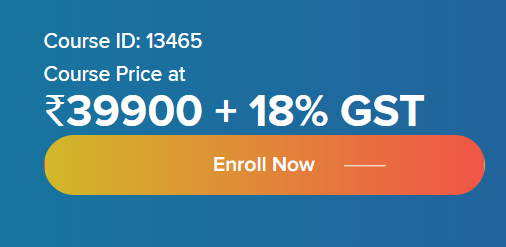 Course ID: 13465
Course Price at
₹39900 + 18% GST
Enroll Now